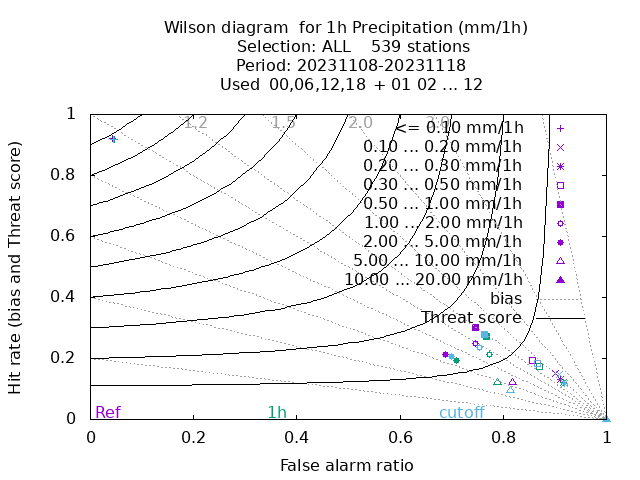 Wilson diagram  for 1h Precipitation (mm/1h)
Selection: ALL    539 stations
Period: 20231108-20231118
Used  00,06,12,18  + 01 02 ... 12
1.2 1.5 2.0 3.0
<= 0.10 mm/1h
0.10 ... 0.20 mm/1h
0.20 ... 0.30 mm/1h
0.30 ... 0.50 mm/1h
0.50 ... 1.00 mm/1h
1.00 ... 2.00 mm/1h
2.00 ... 5.00 mm/1h
5.00 ... 10.00 mm/1h
10.00 ... 20.00 mm/1h
bias
Threat score
Hit rate (bias and Threat score)
1
0.8
0.6
0.4
0.2
0
Ref 1h cutoff
0 0.2 0.4 0.6 0.8 1
False alarm ratio